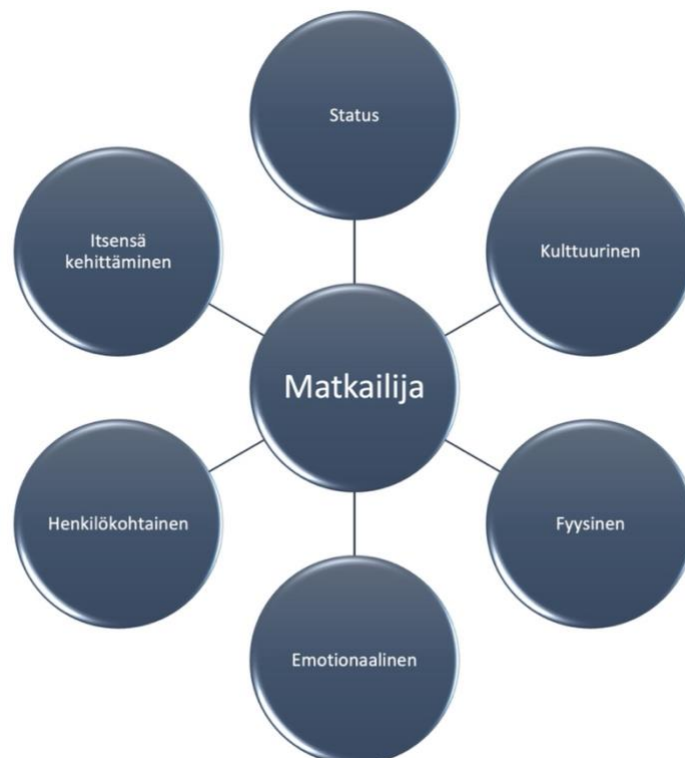 Status
Itsensä
kehittäminen
Kulttuurinen
Matkailija
Henkilökohtainen
Fyysinen
Emotionaalinen